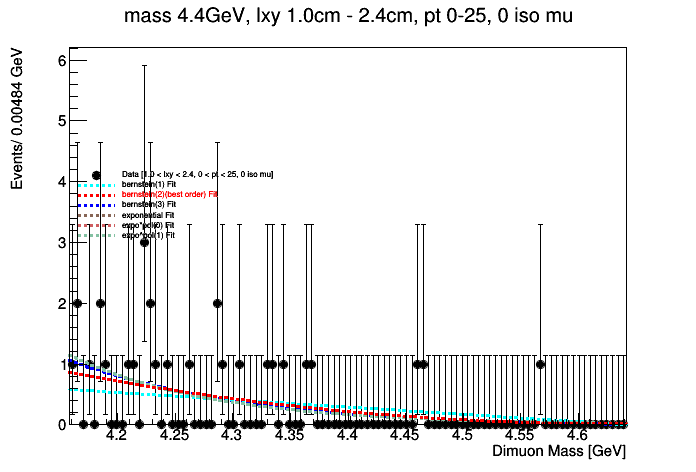 mass 4.4GeV, lxy 1.0cm - 2.4cm, pt 0-25, 0 iso mu
Events/ 0.00484 GeV
6
5
4
3
2
1
0
Data [1.0 < lxy < 2.4, 0 < pt < 25, 0 iso mu]
bernstein(1) Fit
bernstein(2)(best order) Fit
bernstein(3) Fit
exponential Fit
expo*pol(0) Fit
expo*pol(1) Fit
4.2 4.25 4.3 4.35 4.4 4.45 4.5 4.55 4.6
Dimuon Mass [GeV]